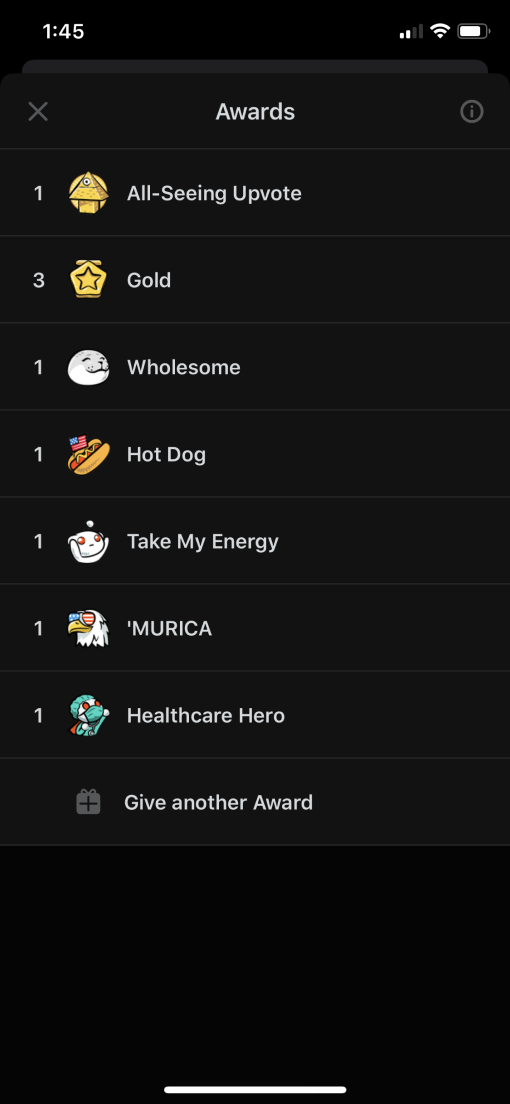 1:45
Awards
1 All-Seeing Upvote
3 Gold
1 Wholesome
1 Hot Dog
1 Take My Energy
1 'MURICA
1 Healthcare Hero
Give another Award